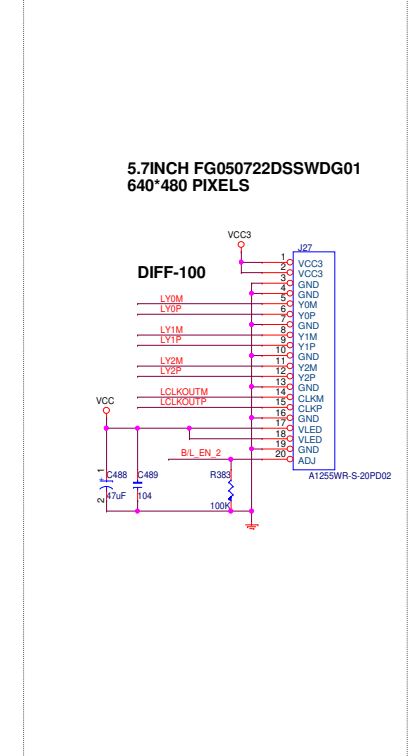 5.7INCH FG050722DSSWDG01
640*480 PIXELS
VCC3
J27
DIFF-100
1 VCC3
2 VCC3
3 GND
4 GND
LY0M 5 Y0M
LY0P 6 Y0P
7 GND
LY1M 8 Y1M
LY1P 9 Y1P
10 GND
LY2M 11 Y2M
LY2P 12 Y2P
13 GND
LCLKOUTM 14 CLKM
LCLKOUTP 15 CLKP
16 GND
VCC 17 VLED
18 VLED
19 GND
B/L_EN_2 20 ADJ
A1255WR-S-20PD02
1 C488 C489 R383
2 47uF 104 100K